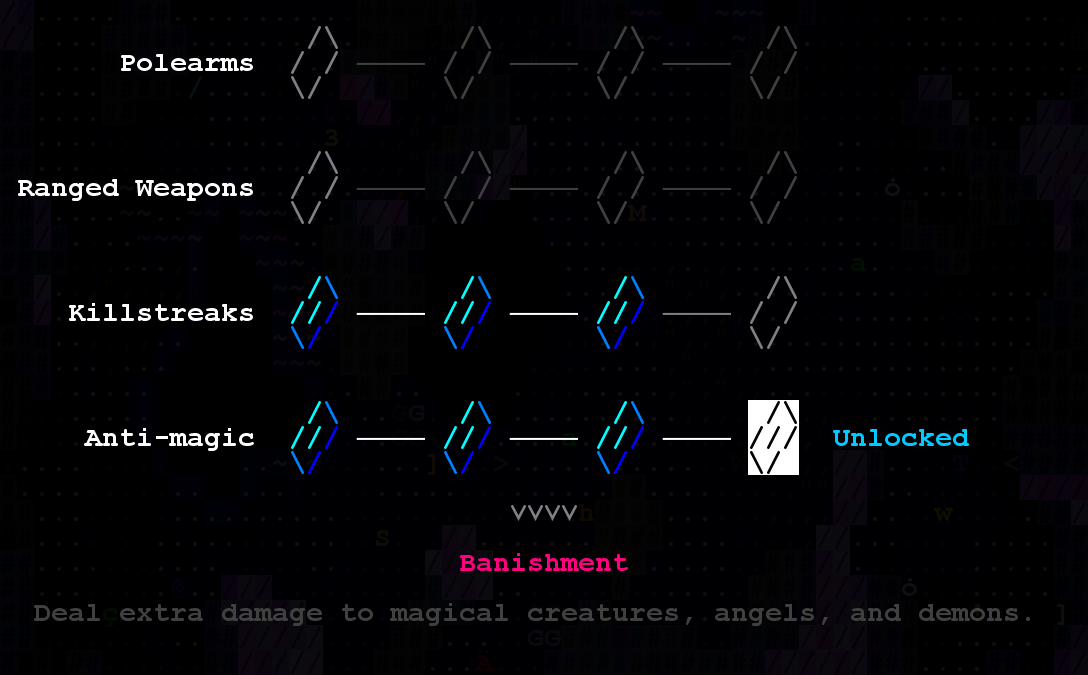 Polearms
Ranged Weapons
Killstreaks
Anti-magic Unlocked
Banishment
Deal extra damage to magical creatures, angels, and demons.